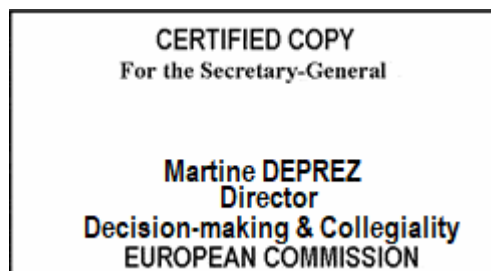 CERTIFIED COPY
For the Secretary-General
Martine DEPREZ
Director
Decision-making & Collegiality
EUROPEAN COMMISSION